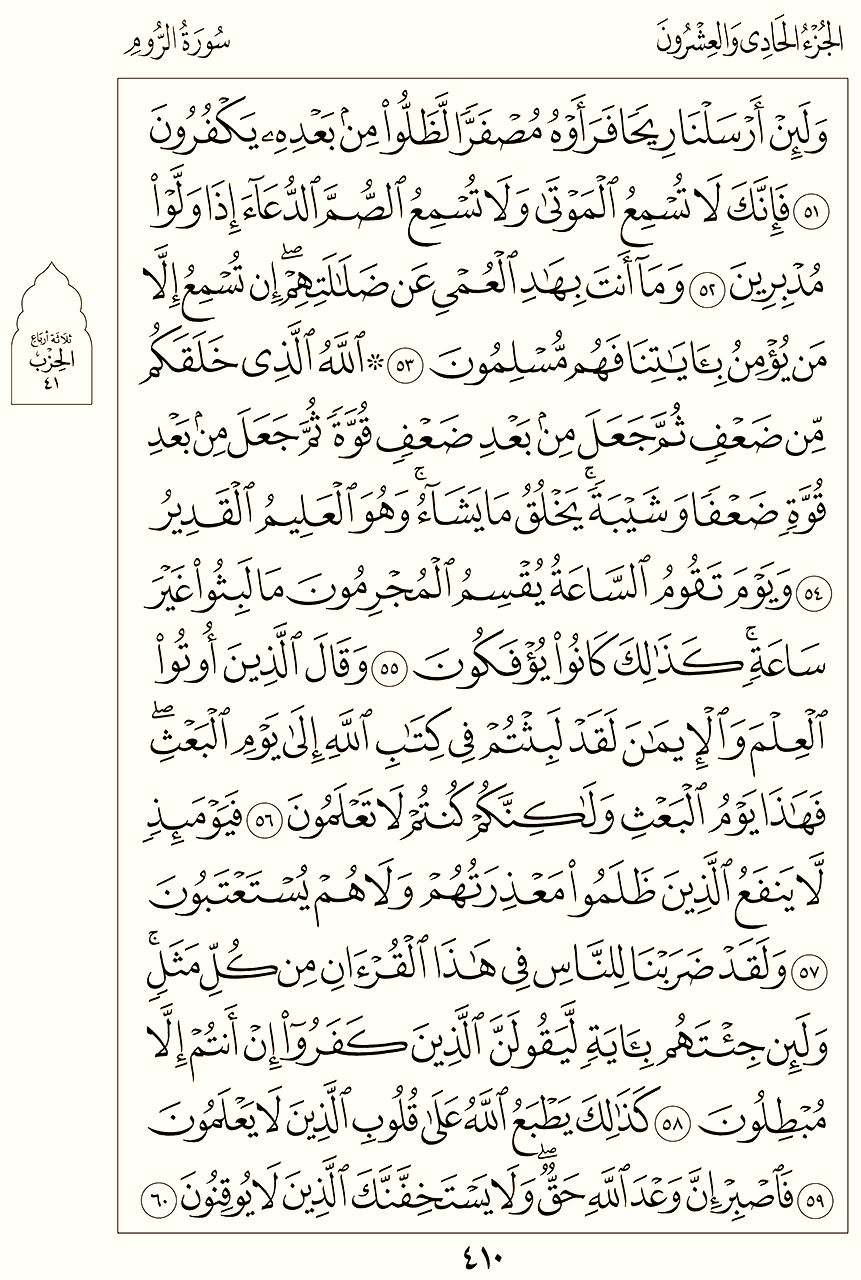 الجُزْءُ الحَادِى وَالعِشْرُونَ
سُورَةُ الرُّومِ
وَلَئِنْ أَرْسَلْنَا رِيحًا فَرَأَوْهُ مُصْفَرًّا لَّظَلُّوا۟ مِنۢ بَعْدِهِۦ يَكْفُرُونَ
٥١ فَإِنَّكَ لَا تُسْمِعُ ٱلْمَوْتَىٰ وَلَا تُسْمِعُ ٱلصُّمَّ ٱلدُّعَآءَ إِذَا وَلَّوْا۟
مُدْبِرِينَ ٥٢ وَمَآ أَنتَ بِهَٰدِ ٱلْعُمْىِ عَن ضَلَٰلَتِهِمْ ۖ إِن تُسْمِعُ إِلَّا
مَن يُؤْمِنُ بِـَٔايَٰتِنَا فَهُم مُّسْلِمُونَ ٥٣ * ٱللَّهُ ٱلَّذِى خَلَقَكُم
مِّن ضَعْفٍ ثُمَّ جَعَلَ مِنۢ بَعْدِ ضَعْفٍ قُوَّةً ثُمَّ جَعَلَ مِنۢ بَعْدِ
قُوَّةٍ ضَعْفًا وَشَيْبَةً ۚ يَخْلُقُ مَا يَشَآءُ ۚ وَهُوَ ٱلْعَلِيمُ ٱلْقَدِيرُ
٥٤ وَيَوْمَ تَقُومُ ٱلسَّاعَةُ يُقْسِمُ ٱلْمُجْرِمُونَ مَا لَبِثُوا۟ غَيْرَ
سَاعَةٍ ۚ كَذَٰلِكَ كَانُوا۟ يُؤْفَكُونَ ٥٥ وَقَالَ ٱلَّذِينَ أُوتُوا۟
ٱلْعِلْمَ وَٱلْإِيمَٰنَ لَقَدْ لَبِثْتُمْ فِى كِتَٰبِ ٱللَّهِ إِلَىٰ يَوْمِ ٱلْبَعْثِ ۖ
فَهَٰذَا يَوْمُ ٱلْبَعْثِ وَلَٰكِنَّكُمْ كُنتُمْ لَا تَعْلَمُونَ ٥٦ فَيَوْمَئِذٍ
لَّا يَنفَعُ ٱلَّذِينَ ظَلَمُوا۟ مَعْذِرَتُهُمْ وَلَا هُمْ يُسْتَعْتَبُونَ
٥٧ وَلَقَدْ ضَرَبْنَا لِلنَّاسِ فِى هَٰذَا ٱلْقُرْءَانِ مِن كُلِّ مَثَلٍ ۚ
وَلَئِن جِئْتَهُم بِـَٔايَةٍ لَّيَقُولَنَّ ٱلَّذِينَ كَفَرُوٓا۟ إِنْ أَنتُمْ إِلَّا
مُبْطِلُونَ ٥٨ كَذَٰلِكَ يَطْبَعُ ٱللَّهُ عَلَىٰ قُلُوبِ ٱلَّذِينَ لَا يَعْلَمُونَ
٥٩ فَٱصْبِرْ إِنَّ وَعْدَ ٱللَّهِ حَقٌّ ۖ وَلَا يَسْتَخِفَّنَّكَ ٱلَّذِينَ لَا يُوقِنُونَ ٦٠
ثلاثة أرباع
الحِزْب
٤١
٤١٠